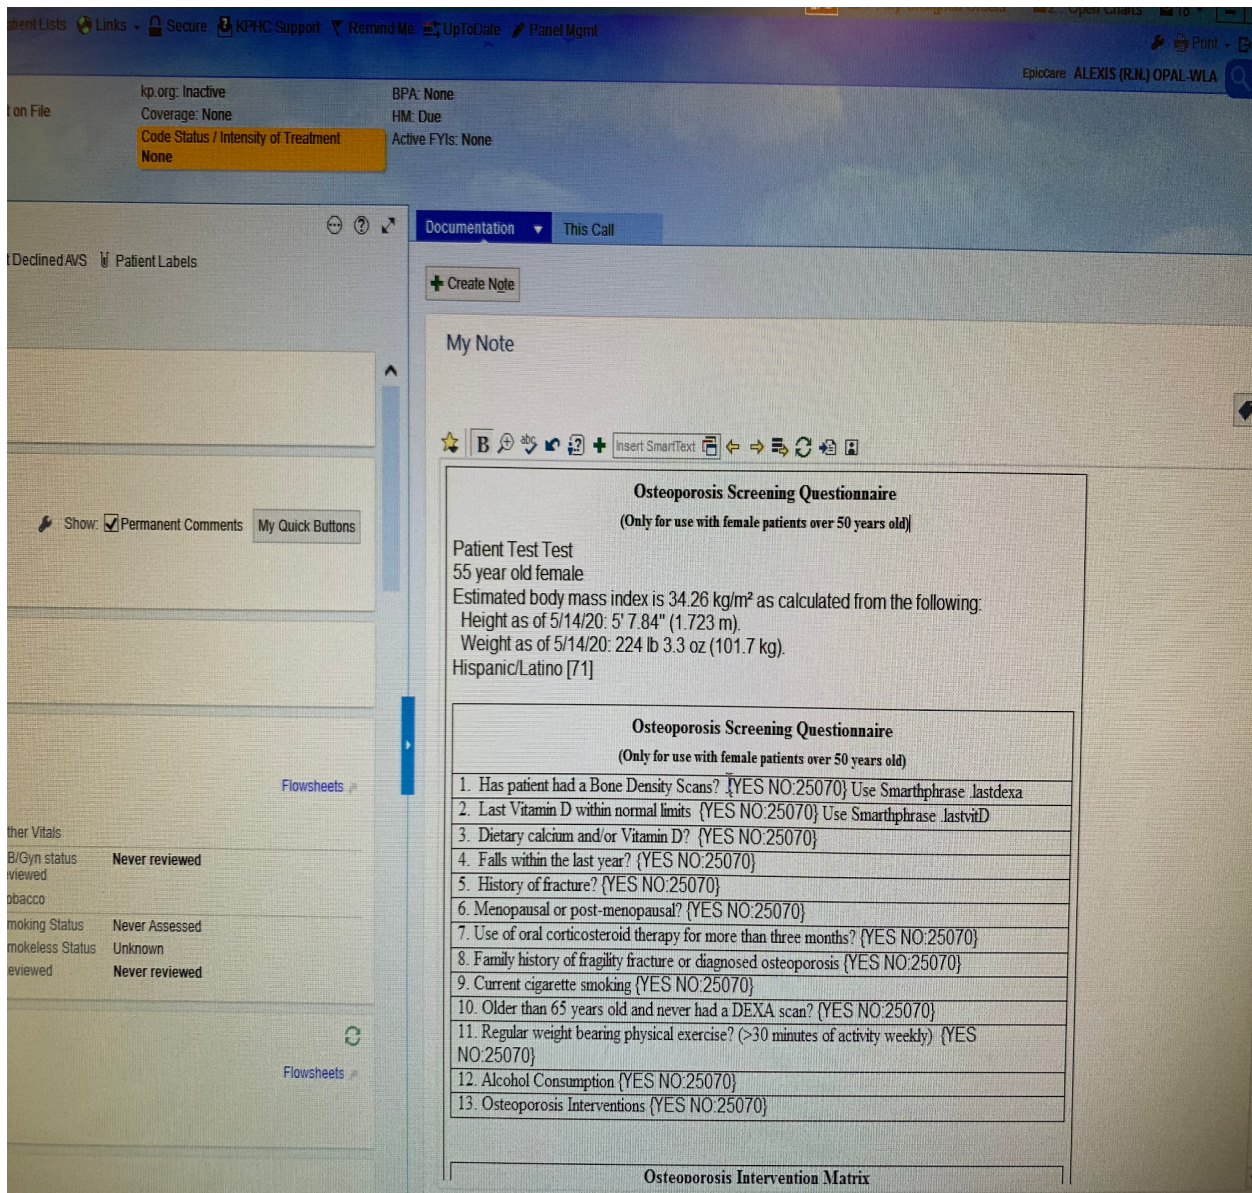 Lists Links Secure KPHC Support Remind Me UpToDate Panel Mgmt
Print
EpicCare ALEXIS (R.N.) OPAL-WLA
on File
kp.org: Inactive
Coverage: None
Code Status / Intensity of Treatment
None
BPA: None
HM: Due
Active FYIs: None
Documentation This Call
Declined AVS Patient Labels
Create Note
My Note
B abc Insert SmartText
Show: Permanent Comments My Quick Buttons
Osteoporosis Screening Questionnaire
(Only for use with female patients over 50 years old)
Patient Test Test
55 year old female
Estimated body mass index is 34.26 kg/m² as calculated from the following:
Height as of 5/14/20: 5' 7.84" (1.723 m).
Weight as of 5/14/20: 224 lb 3.3 oz (101.7 kg).
Hispanic/Latino [71]
Osteoporosis Screening Questionnaire
(Only for use with female patients over 50 years old)
1. Has patient had a Bone Density Scans? {YES NO:25070} Use Smarthphrase .lastdexa
2. Last Vitamin D within normal limits {YES NO:25070} Use Smarthphrase .lastvitD
3. Dietary calcium and/or Vitamin D? {YES NO:25070}
4. Falls within the last year? {YES NO:25070}
5. History of fracture? {YES NO:25070}
6. Menopausal or post-menopausal? {YES NO:25070}
7. Use of oral corticosteroid therapy for more than three months? {YES NO:25070}
8. Family history of fragility fracture or diagnosed osteoporosis {YES NO:25070}
9. Current cigarette smoking {YES NO:25070}
10. Older than 65 years old and never had a DEXA scan? {YES NO:25070}
11. Regular weight bearing physical exercise? (>30 minutes of activity weekly) {YES
NO:25070}
12. Alcohol Consumption {YES NO:25070}
13. Osteoporosis Interventions {YES NO:25070}
Osteoporosis Intervention Matrix
Flowsheets
ther Vitals
B/Gyn status Never reviewed
viewed
obacco
moking Status Never Assessed
mokeless Status Unknown
eviewed Never reviewed
Flowsheets